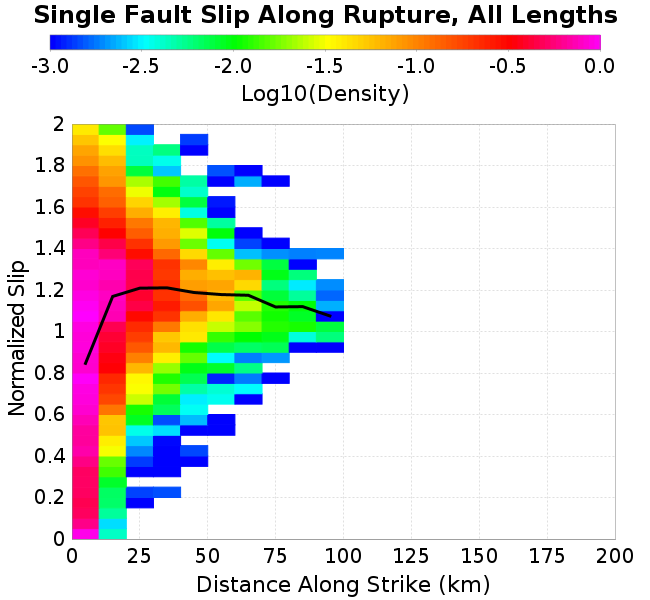 Single Fault Slip Along Rupture, All Lengths
-3.0 -2.5 -2.0 -1.5 -1.0 -0.5 0.0
Log10(Density)
2
1.8
1.6
1.4
1.2
1
0.8
0.6
0.4
0.2
0
Normalized Slip
0 25 50 75 100 125 150 175 200
Distance Along Strike (km)